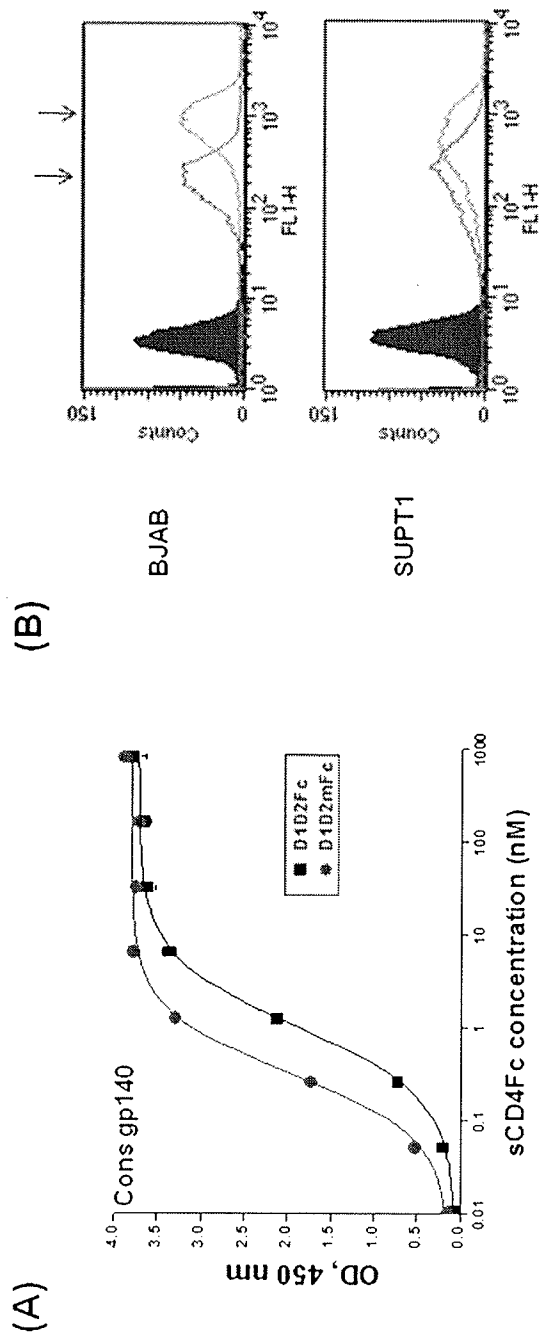 (A)
Cons gp140
OD, 450 nm
4.0
3.5
3.0
2.5
2.0
1.5
1.0
0.5
0.0
D1D2Fc
D1D2mFc
0.01
0.1
1
10
100
1000
sCD4Fc concentration (nM)
(B)
BJAB
150
Counts
0
10^0
10^1
10^2
10^3
10^4
FL1-H
SUPT1
150
Counts
0
10^0
10^1
10^2
10^3
10^4
FL1-H